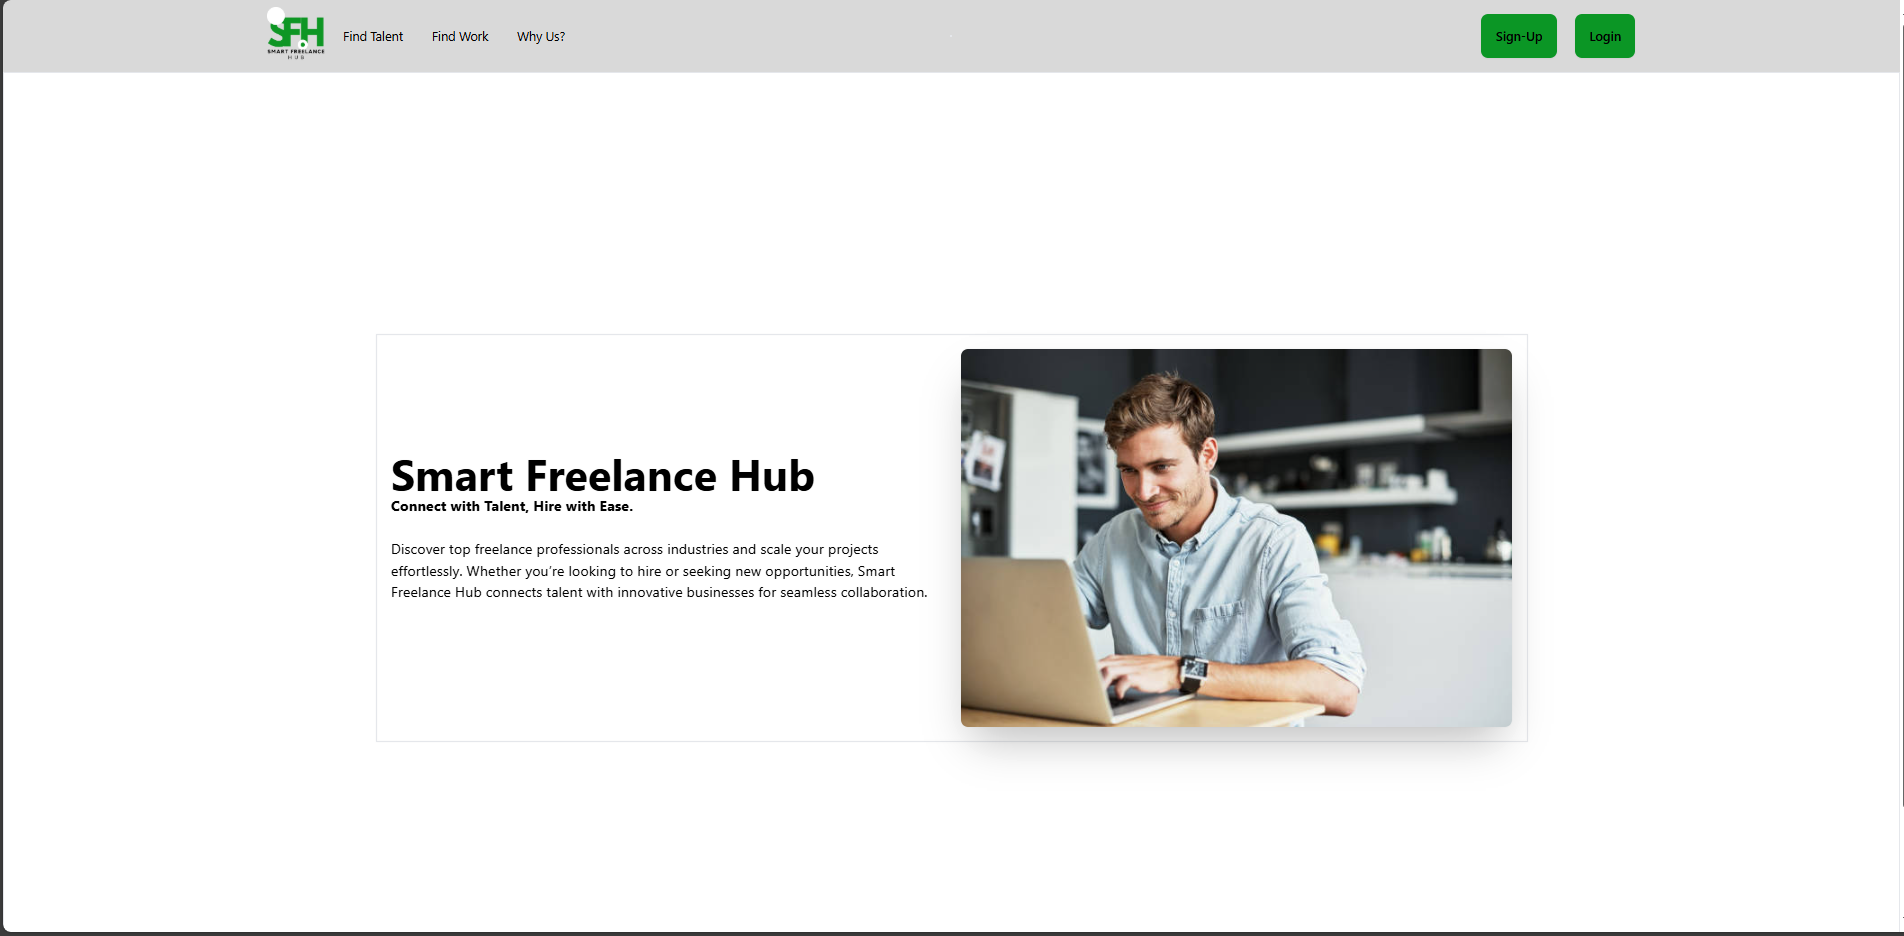 SFH
SMART FREELANCE
HUB
Find Talent
Find Work
Why Us?
Sign-Up
Login
Smart Freelance Hub
Connect with Talent, Hire with Ease.
Discover top freelance professionals across industries and scale your projects
effortlessly. Whether you’re looking to hire or seeking new opportunities, Smart
Freelance Hub connects talent with innovative businesses for seamless collaboration.